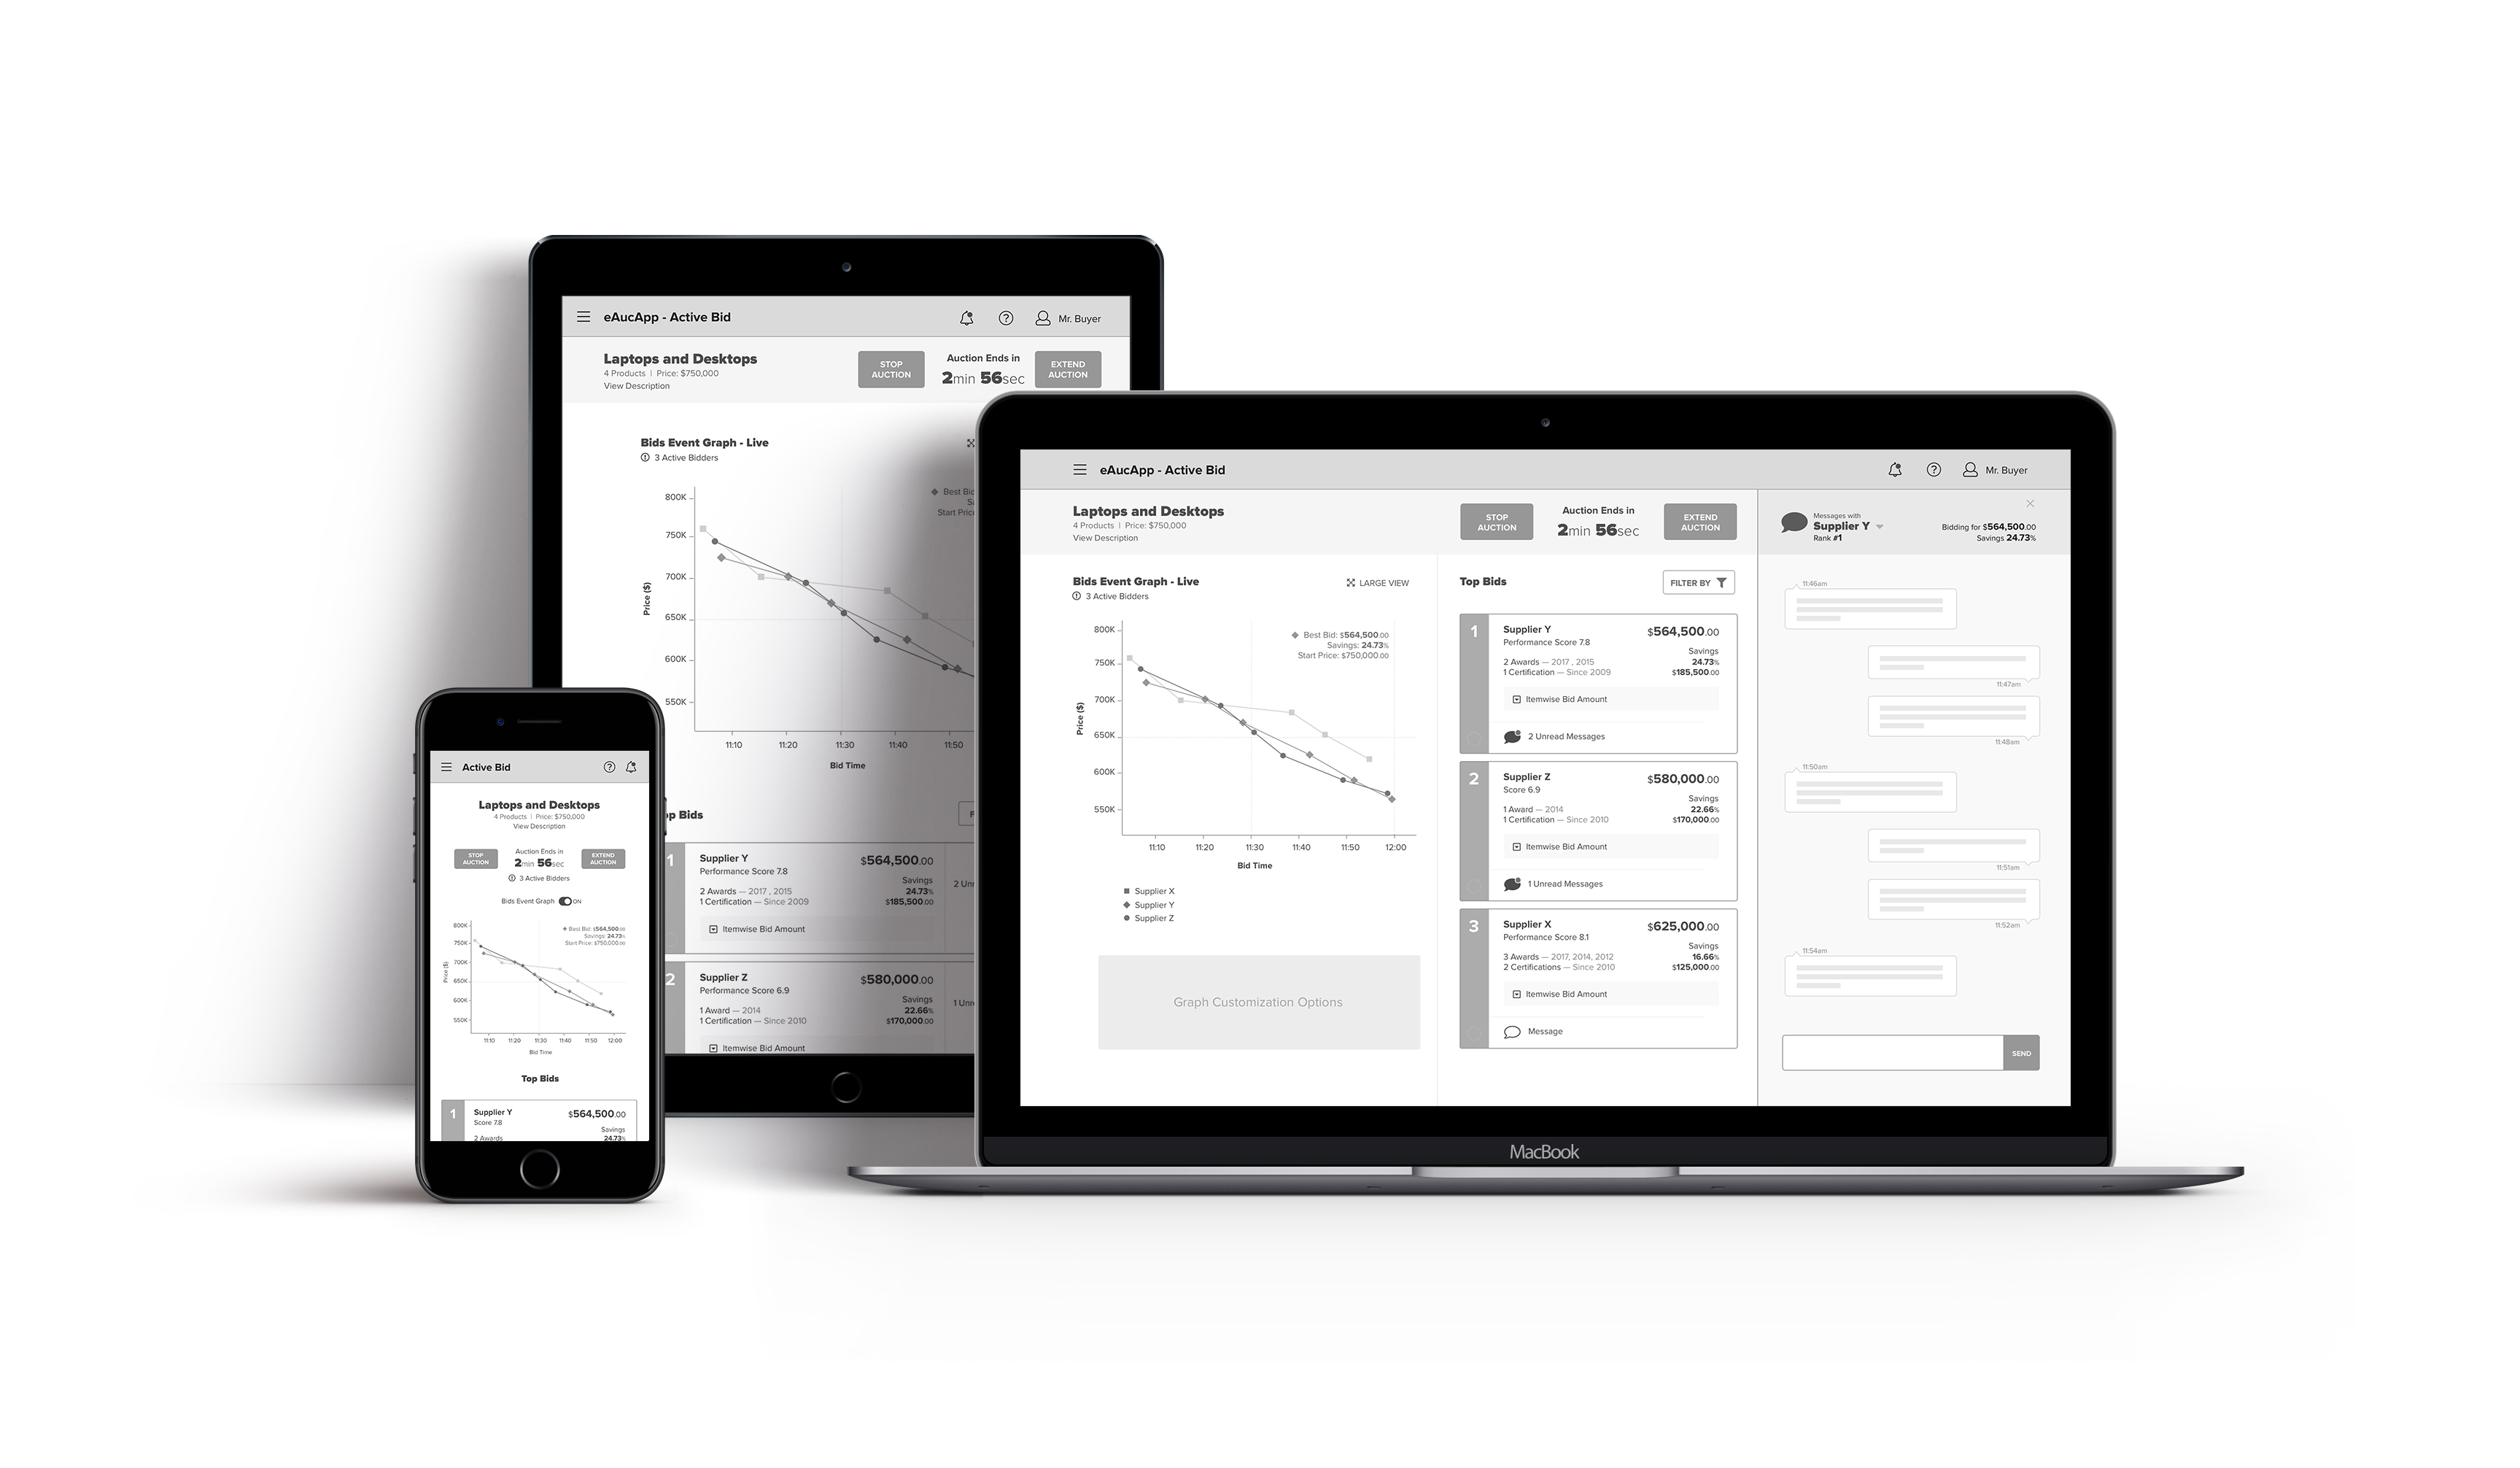 eAucApp - Active Bid
Mr. Buyer
Laptops and Desktops
4 Products | Price: $750,000
View Description
STOP
AUCTION
Auction Ends in
2min 56sec
EXTEND
AUCTION
Bids Event Graph - Live
3 Active Bidders
Best Bid
Start Price
800K
750K
700K
650K
600K
550K
Price ($)
11:10
11:20
11:30
11:40
11:50
Bid Time
op Bids
1
Supplier Y
$564,500.00
Performance Score 7.8
Savings
2 Awards — 2017 , 2015
24.73%
1 Certification — Since 2009
$185,500.00
Itemwise Bid Amount
2 Unr
2
Supplier Z
$580,000.00
Performance Score 6.9
Savings
1 Award — 2014
22.66%
1 Certification — Since 2010
$170,000.00
Itemwise Bid Amount
1 Unr
Active Bid
Laptops and Desktops
4 Products | Price: $750,000
View Description
STOP
AUCTION
Auction Ends in
2min 56sec
EXTEND
AUCTION
3 Active Bidders
Bids Event Graph ON
Best Bid: $564,500.00
Savings: 24.73%
Start Price: $750,000.00
800K
750K
700K
650K
600K
550K
Price ($)
11:10
11:20
11:30
11:40
11:50
12:00
Bid Time
Top Bids
1
Supplier Y
$564,500.00
Score 7.8
Savings
2 Awards
24.73%
eAucApp - Active Bid
Mr. Buyer
Laptops and Desktops
4 Products | Price: $750,000
View Description
STOP
AUCTION
Auction Ends in
2min 56sec
EXTEND
AUCTION
Bids Event Graph - Live
LARGE VIEW
3 Active Bidders
Best Bid: $564,500.00
Savings: 24.73%
Start Price: $750,000.00
800K
750K
700K
650K
600K
550K
Price ($)
11:10
11:20
11:30
11:40
11:50
12:00
Bid Time
Supplier X
Supplier Y
Supplier Z
Graph Customization Options
Top Bids
FILTER BY
1
Supplier Y
$564,500.00
Performance Score 7.8
Savings
2 Awards — 2017 , 2015
24.73%
1 Certification — Since 2009
$185,500.00
Itemwise Bid Amount
2 Unread Messages
2
Supplier Z
$580,000.00
Score 6.9
Savings
1 Award — 2014
22.66%
1 Certification — Since 2010
$170,000.00
Itemwise Bid Amount
1 Unread Messages
3
Supplier X
$625,000.00
Performance Score 8.1
Savings
3 Awards — 2017, 2014, 2012
16.66%
2 Certifications — Since 2010
$125,000.00
Itemwise Bid Amount
Message
Messages with
Supplier Y
Rank #1
Bidding for $564,500.00
Savings 24.73%
11:46am
11:47am
11:48am
11:50am
11:51am
11:52am
11:54am
SEND
MacBook